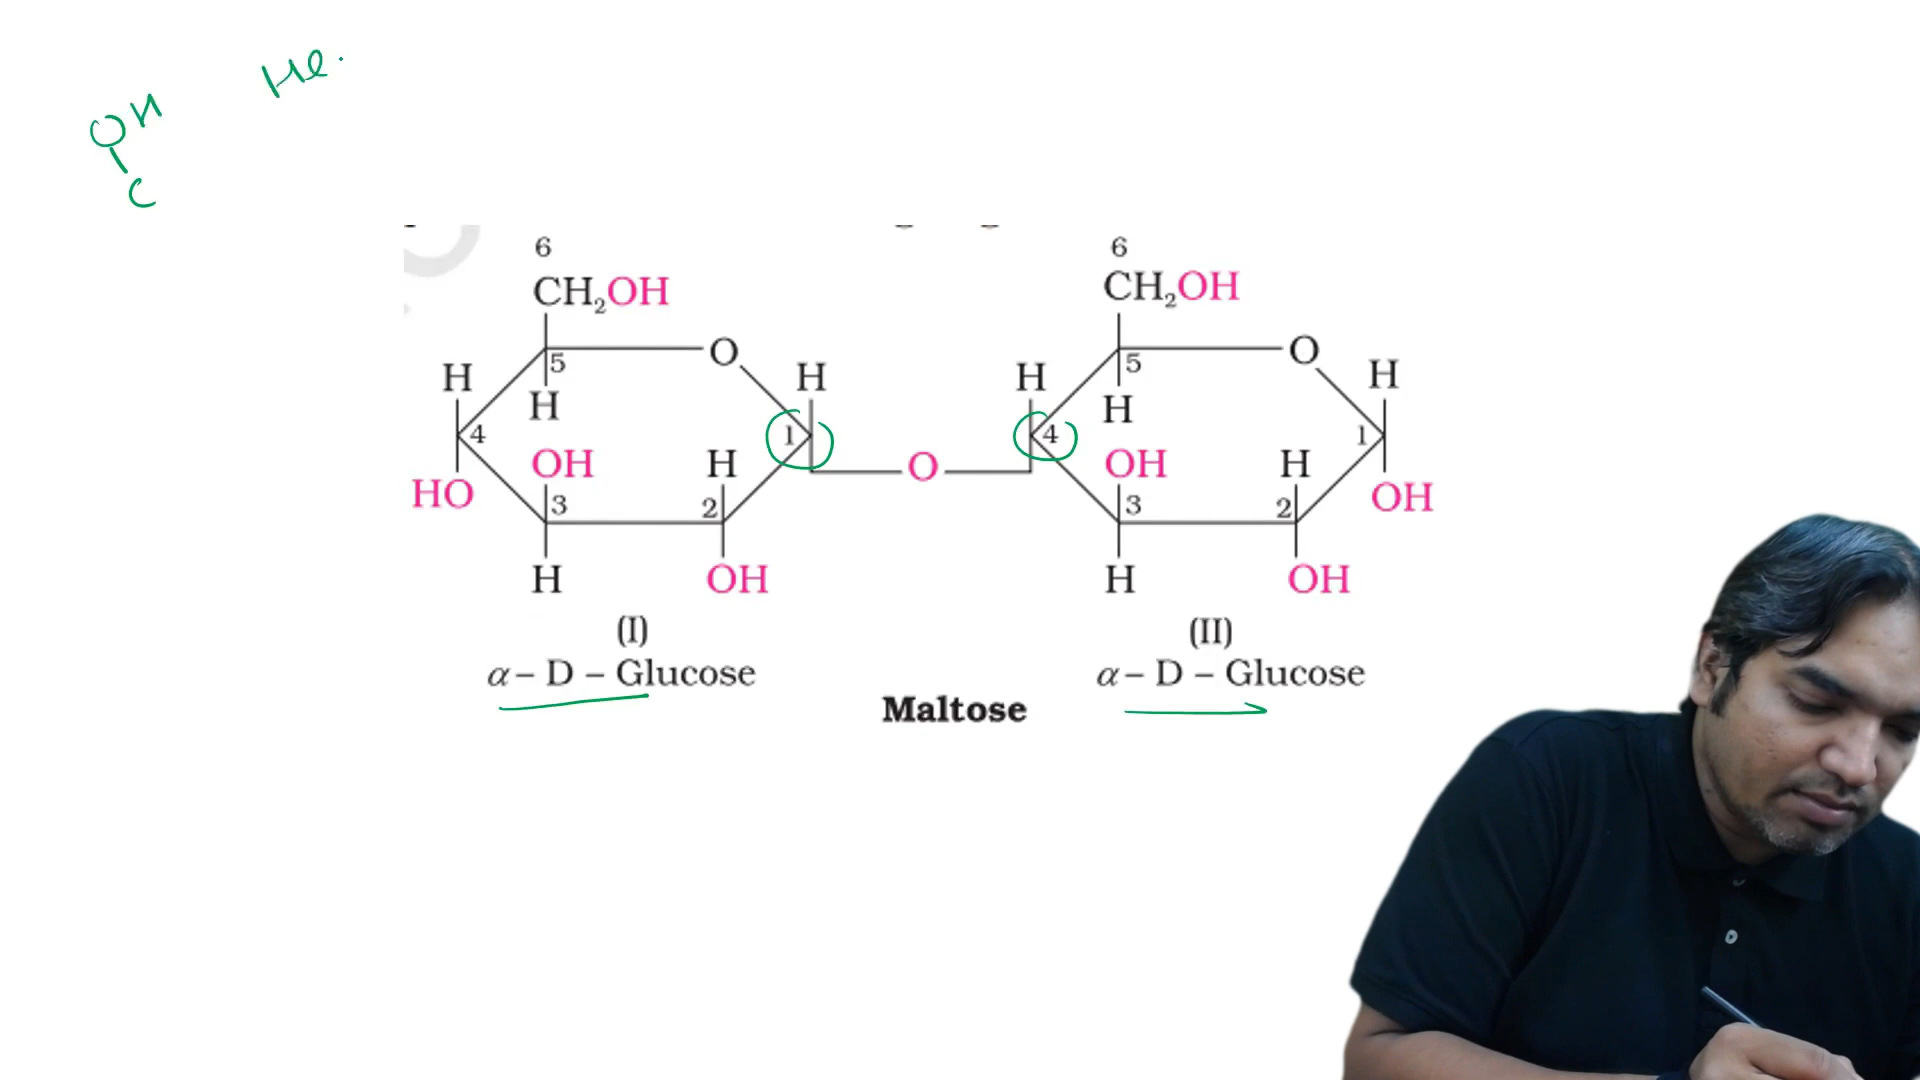 He.
OH
C
6 6
CH₂OH CH₂OH
5 O 5 O
H H H H
H H
4 1 4 1
OH H O OH H
HO OH
3 2 3 2
H OH H OH
(I) (II)
α – D – Glucose α – D – Glucose
Maltose